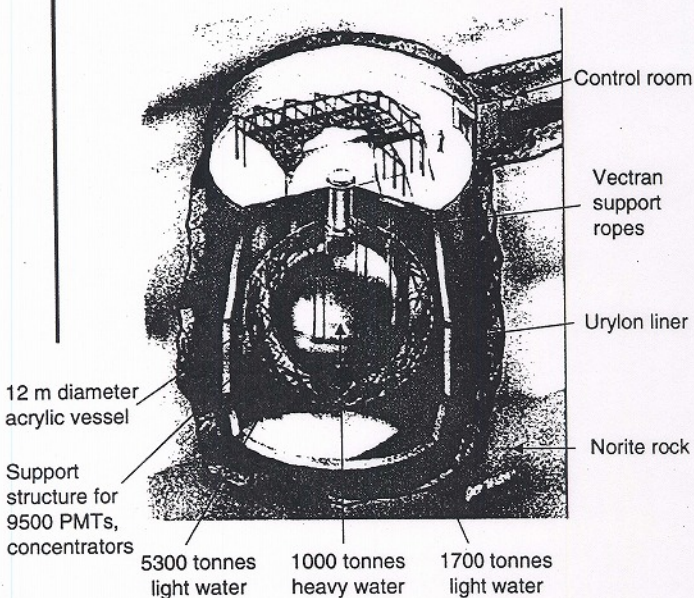 Control room
Vectran
support
ropes
Urylon liner
12 m diameter
acrylic vessel
Norite rock
Support
structure for
9500 PMTs,
concentrators
5300 tonnes
light water
1000 tonnes
heavy water
1700 tonnes
light water